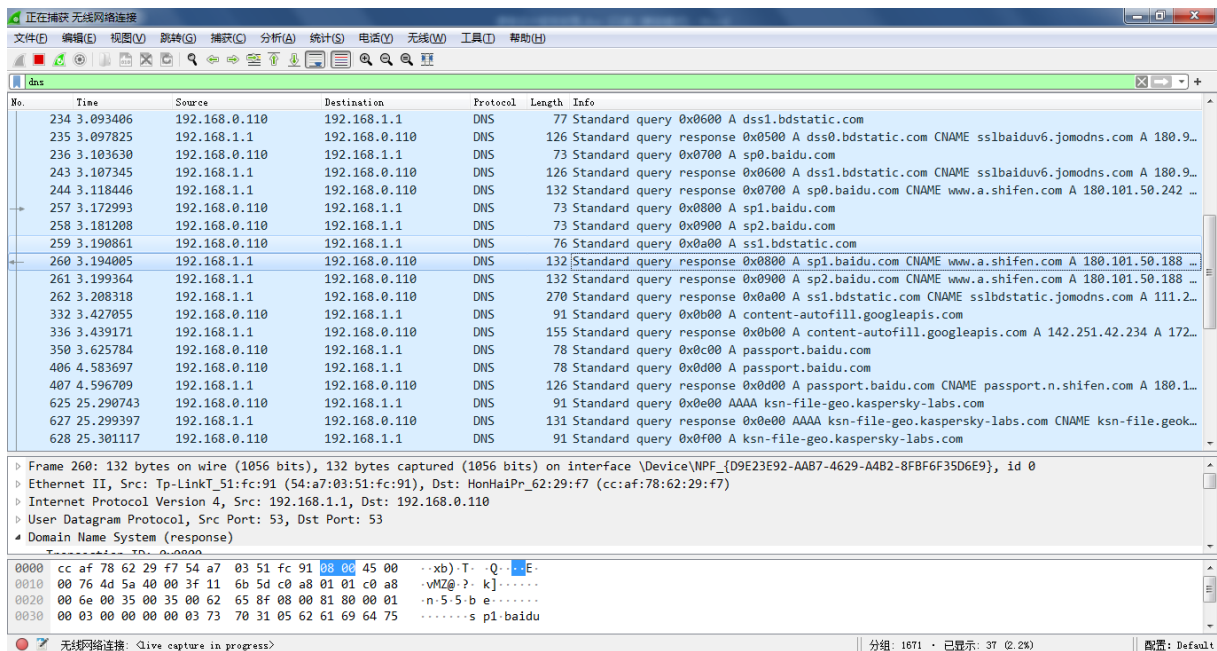 正在捕获 无线网络连接
文件(F) 编辑(E) 视图(V) 跳转(G) 捕获(C) 分析(A) 统计(S) 电话(Y) 无线(W) 工具(T) 帮助(H)
dns
No. Time Source Destination Protocol Length Info
234 3.093406 192.168.0.110 192.168.1.1 DNS 77 Standard query 0x0600 A dss1.bdstatic.com
235 3.097825 192.168.1.1 192.168.0.110 DNS 126 Standard query response 0x0500 A dss0.bdstatic.com CNAME sslbaiduv6.jomodns.com A 180.9…
236 3.103630 192.168.0.110 192.168.1.1 DNS 73 Standard query 0x0700 A sp0.baidu.com
243 3.107345 192.168.1.1 192.168.0.110 DNS 126 Standard query response 0x0600 A dss1.bdstatic.com CNAME sslbaiduv6.jomodns.com A 180.9…
244 3.118446 192.168.1.1 192.168.0.110 DNS 132 Standard query response 0x0700 A sp0.baidu.com CNAME www.a.shifen.com A 180.101.50.242 …
257 3.172993 192.168.0.110 192.168.1.1 DNS 73 Standard query 0x0800 A sp1.baidu.com
258 3.181208 192.168.0.110 192.168.1.1 DNS 73 Standard query 0x0900 A sp2.baidu.com
259 3.190861 192.168.0.110 192.168.1.1 DNS 76 Standard query 0x0a00 A ss1.bdstatic.com
260 3.194005 192.168.1.1 192.168.0.110 DNS 132 Standard query response 0x0800 A sp1.baidu.com CNAME www.a.shifen.com A 180.101.50.188 …
261 3.199364 192.168.1.1 192.168.0.110 DNS 132 Standard query response 0x0900 A sp2.baidu.com CNAME www.a.shifen.com A 180.101.50.188 …
262 3.208318 192.168.1.1 192.168.0.110 DNS 270 Standard query response 0x0a00 A ss1.bdstatic.com CNAME sslbdstatic.jomodns.com A 111.2…
332 3.427055 192.168.0.110 192.168.1.1 DNS 91 Standard query 0x0b00 A content-autofill.googleapis.com
336 3.439171 192.168.1.1 192.168.0.110 DNS 155 Standard query response 0x0b00 A content-autofill.googleapis.com A 142.251.42.234 A 172…
350 3.625784 192.168.0.110 192.168.1.1 DNS 78 Standard query 0x0c00 A passport.baidu.com
406 4.583697 192.168.0.110 192.168.1.1 DNS 78 Standard query 0x0d00 A passport.baidu.com
407 4.596709 192.168.1.1 192.168.0.110 DNS 126 Standard query response 0x0d00 A passport.baidu.com CNAME passport.n.shifen.com A 180.1…
625 25.290743 192.168.0.110 192.168.1.1 DNS 91 Standard query 0x0e00 AAAA ksn-file-geo.kaspersky-labs.com
627 25.299397 192.168.1.1 192.168.0.110 DNS 131 Standard query response 0x0e00 AAAA ksn-file-geo.kaspersky-labs.com CNAME ksn-file.geok…
628 25.301117 192.168.0.110 192.168.1.1 DNS 91 Standard query 0x0f00 A ksn-file-geo.kaspersky-labs.com
Frame 260: 132 bytes on wire (1056 bits), 132 bytes captured (1056 bits) on interface \Device\NPF_{D9E23E92-AAB7-4629-A4B2-8FBF6F35D6E9}, id 0
Ethernet II, Src: Tp-LinkT_51:fc:91 (54:a7:03:51:fc:91), Dst: HonHaiPr_62:29:f7 (cc:af:78:62:29:f7)
Internet Protocol Version 4, Src: 192.168.1.1, Dst: 192.168.0.110
User Datagram Protocol, Src Port: 53, Dst Port: 53
Domain Name System (response)
Transaction ID: 0x0800
0000 cc af 78 62 29 f7 54 a7 03 51 fc 91 08 00 45 00 ··xb)·T· ·Q····E·
0010 00 76 4d 5a 40 00 3f 11 6b 5d c0 a8 01 01 c0 a8 ·vMZ@·?· k]······
0020 00 6e 00 35 00 35 00 62 65 8f 08 00 81 80 00 01 ·n·5·5·b e·······
0030 00 03 00 00 00 00 03 73 70 31 05 62 61 69 64 75 ·······s p1·baidu
无线网络连接: <live capture in progress> 分组: 1671 · 已显示: 37 (2.2%) 配置: Default